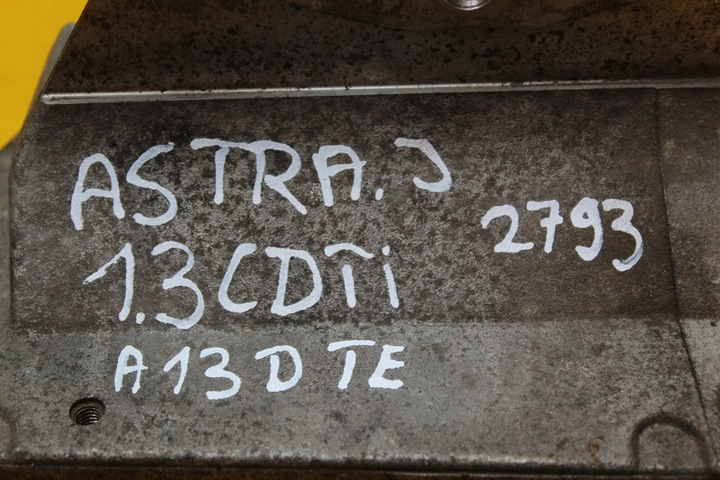 ASTRA.J
2793
1.3CDTi
A13DTE